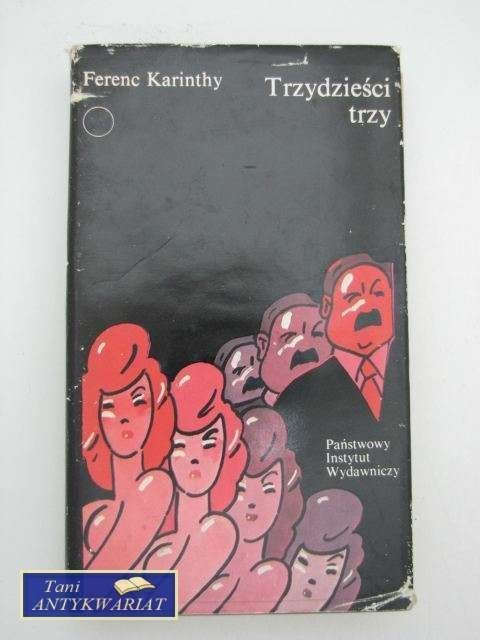 Ferenc Karinthy
Trzydzieści
trzy
Państwowy
Instytut
Wydawniczy
Tani
ANTYKWARIAT